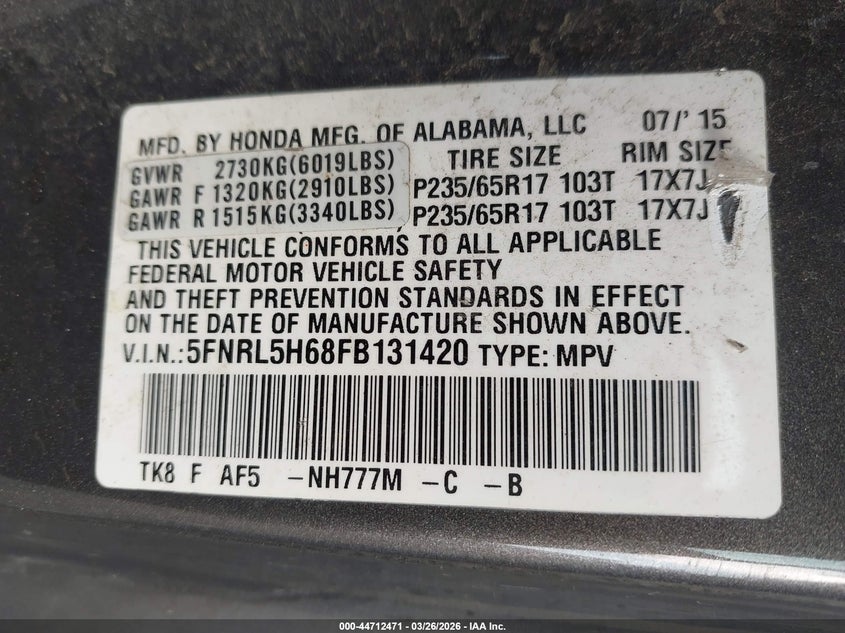 MFD. BY HONDA MFG. OF ALABAMA, LLC 07/'15
GVWR 2730KG(6019LBS) TIRE SIZE RIM SIZE
GAWR F 1320KG(2910LBS) P235/65R17 103T 17X7J
GAWR R 1515KG(3340LBS) P235/65R17 103T 17X7J
THIS VEHICLE CONFORMS TO ALL APPLICABLE
FEDERAL MOTOR VEHICLE SAFETY
AND THEFT PREVENTION STANDARDS IN EFFECT
ON THE DATE OF MANUFACTURE SHOWN ABOVE.
V.I.N.:5FNRL5H68FB131420 TYPE: MPV
TK8 F AF5 -NH777M -C -B
000-44712471 | 03/26/2026 | IAA Inc.